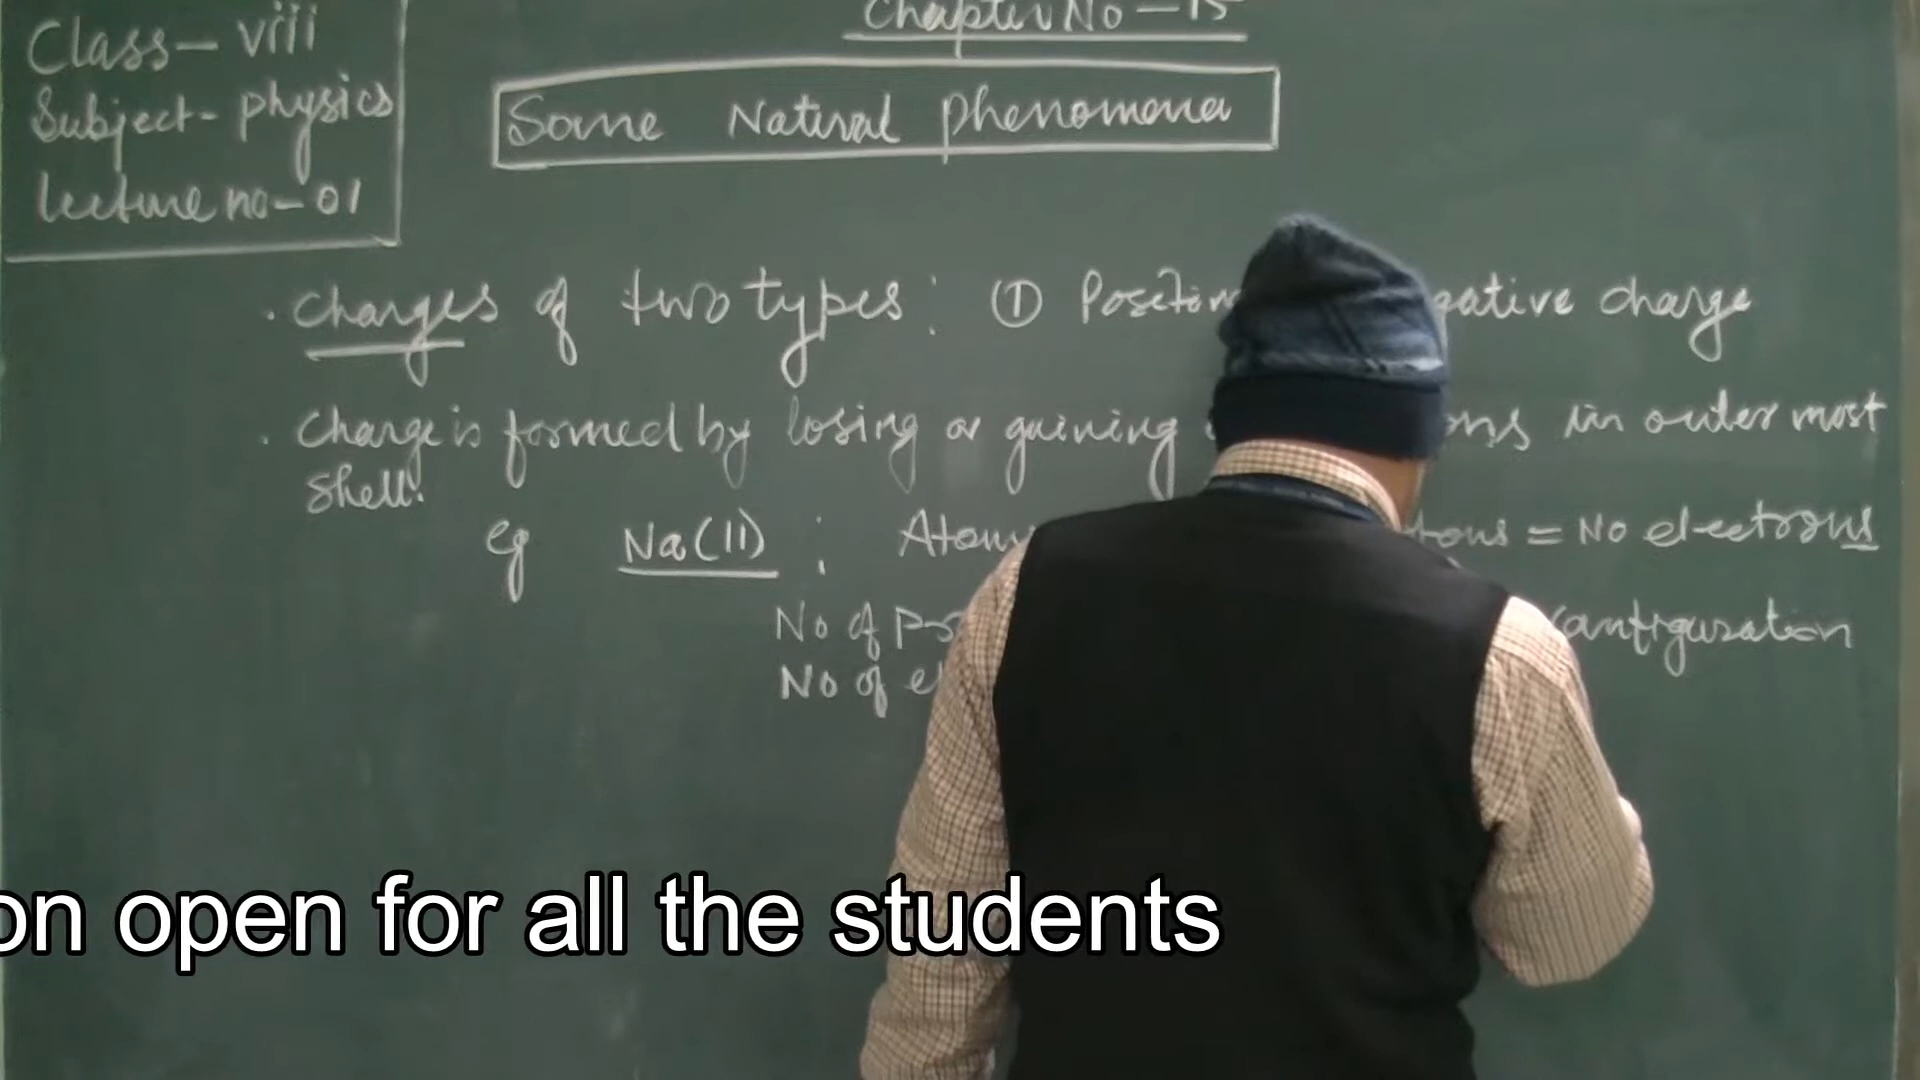 Class - viii
Subject - physics
Lecture no - 01
Chapter No - 15
Some Natural Phenomena
. Charges of two types : ① Positiv gative charge
. Charge is formed by losing or gaining ons in outer most
shell.
eg Na(11) : Atom tons = No electrons
No of pro Configuration
No of el
on open for all the students